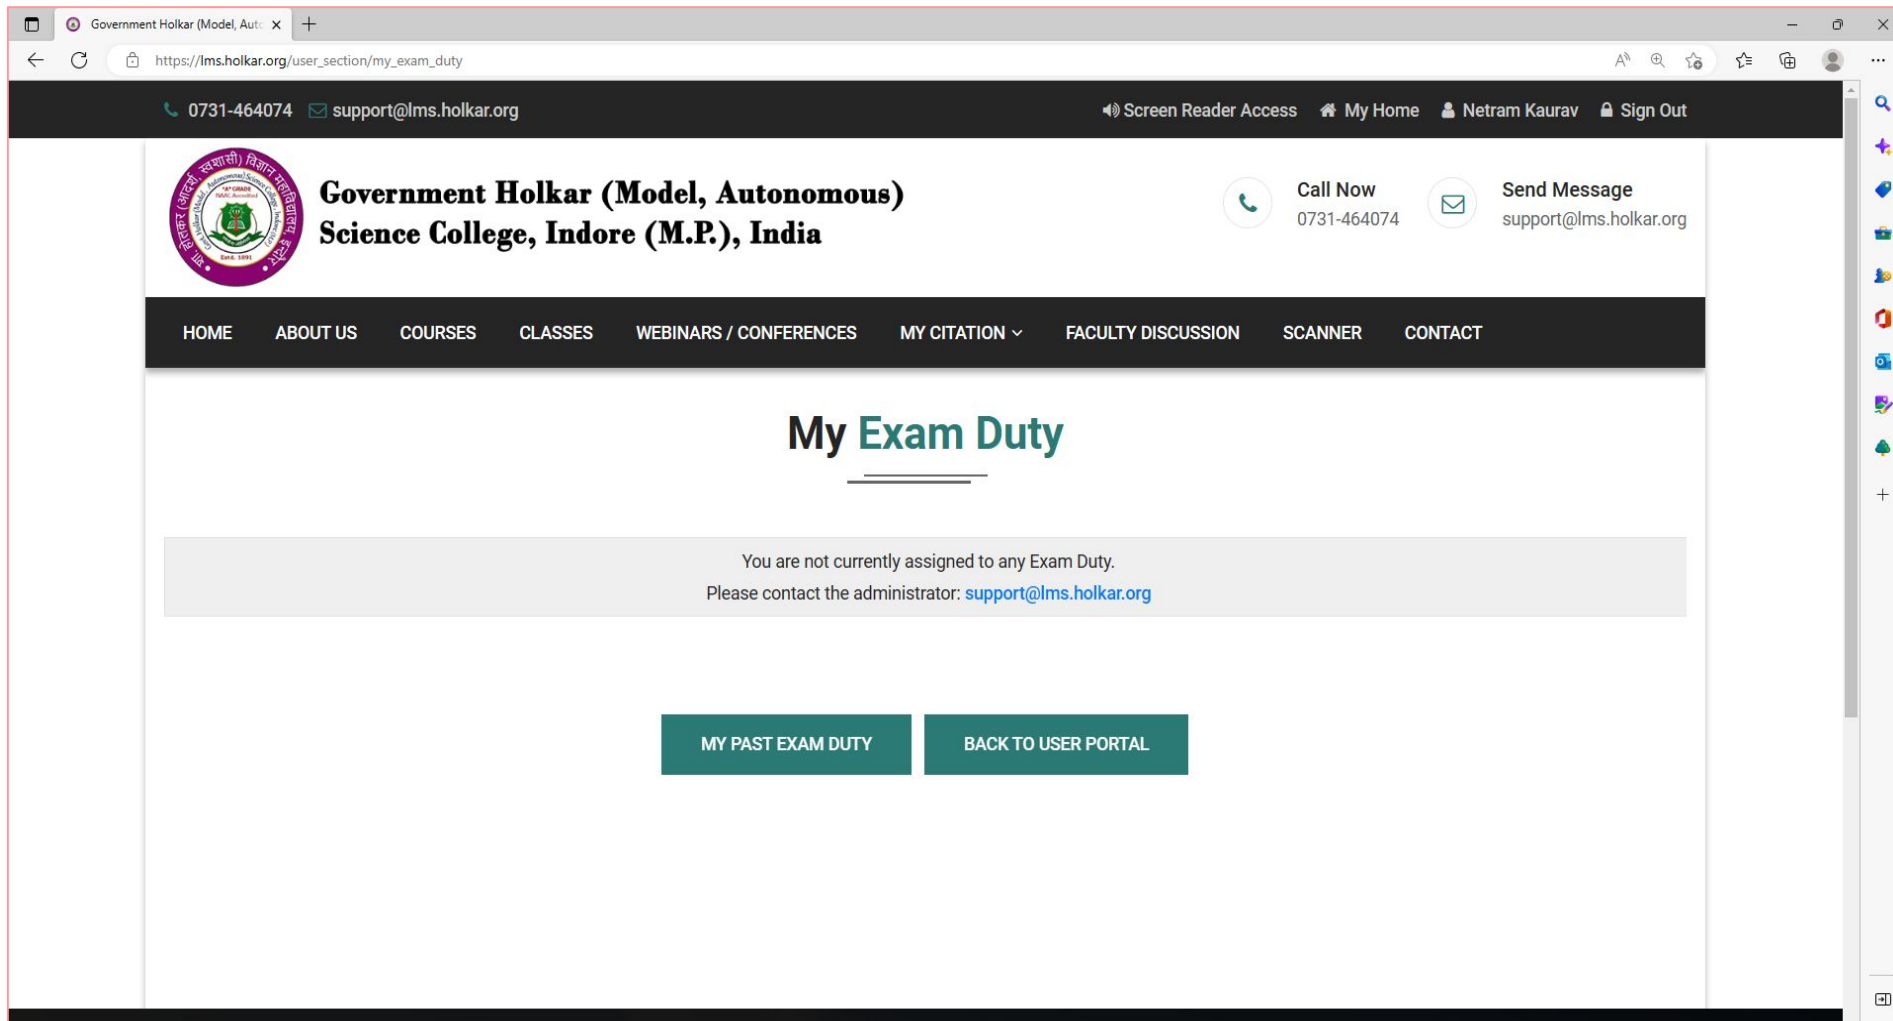 Government Holkar (Model, Auto
https://lms.holkar.org/user_section/my_exam_duty
0731-464074 support@lms.holkar.org
Screen Reader Access My Home Netram Kaurav Sign Out
Government Holkar (Model, Autonomous)
Science College, Indore (M.P.), India
Call Now
0731-464074
Send Message
support@lms.holkar.org
HOME ABOUT US COURSES CLASSES WEBINARS / CONFERENCES MY CITATION FACULTY DISCUSSION SCANNER CONTACT
My Exam Duty
You are not currently assigned to any Exam Duty.
Please contact the administrator: support@lms.holkar.org
MY PAST EXAM DUTY BACK TO USER PORTAL